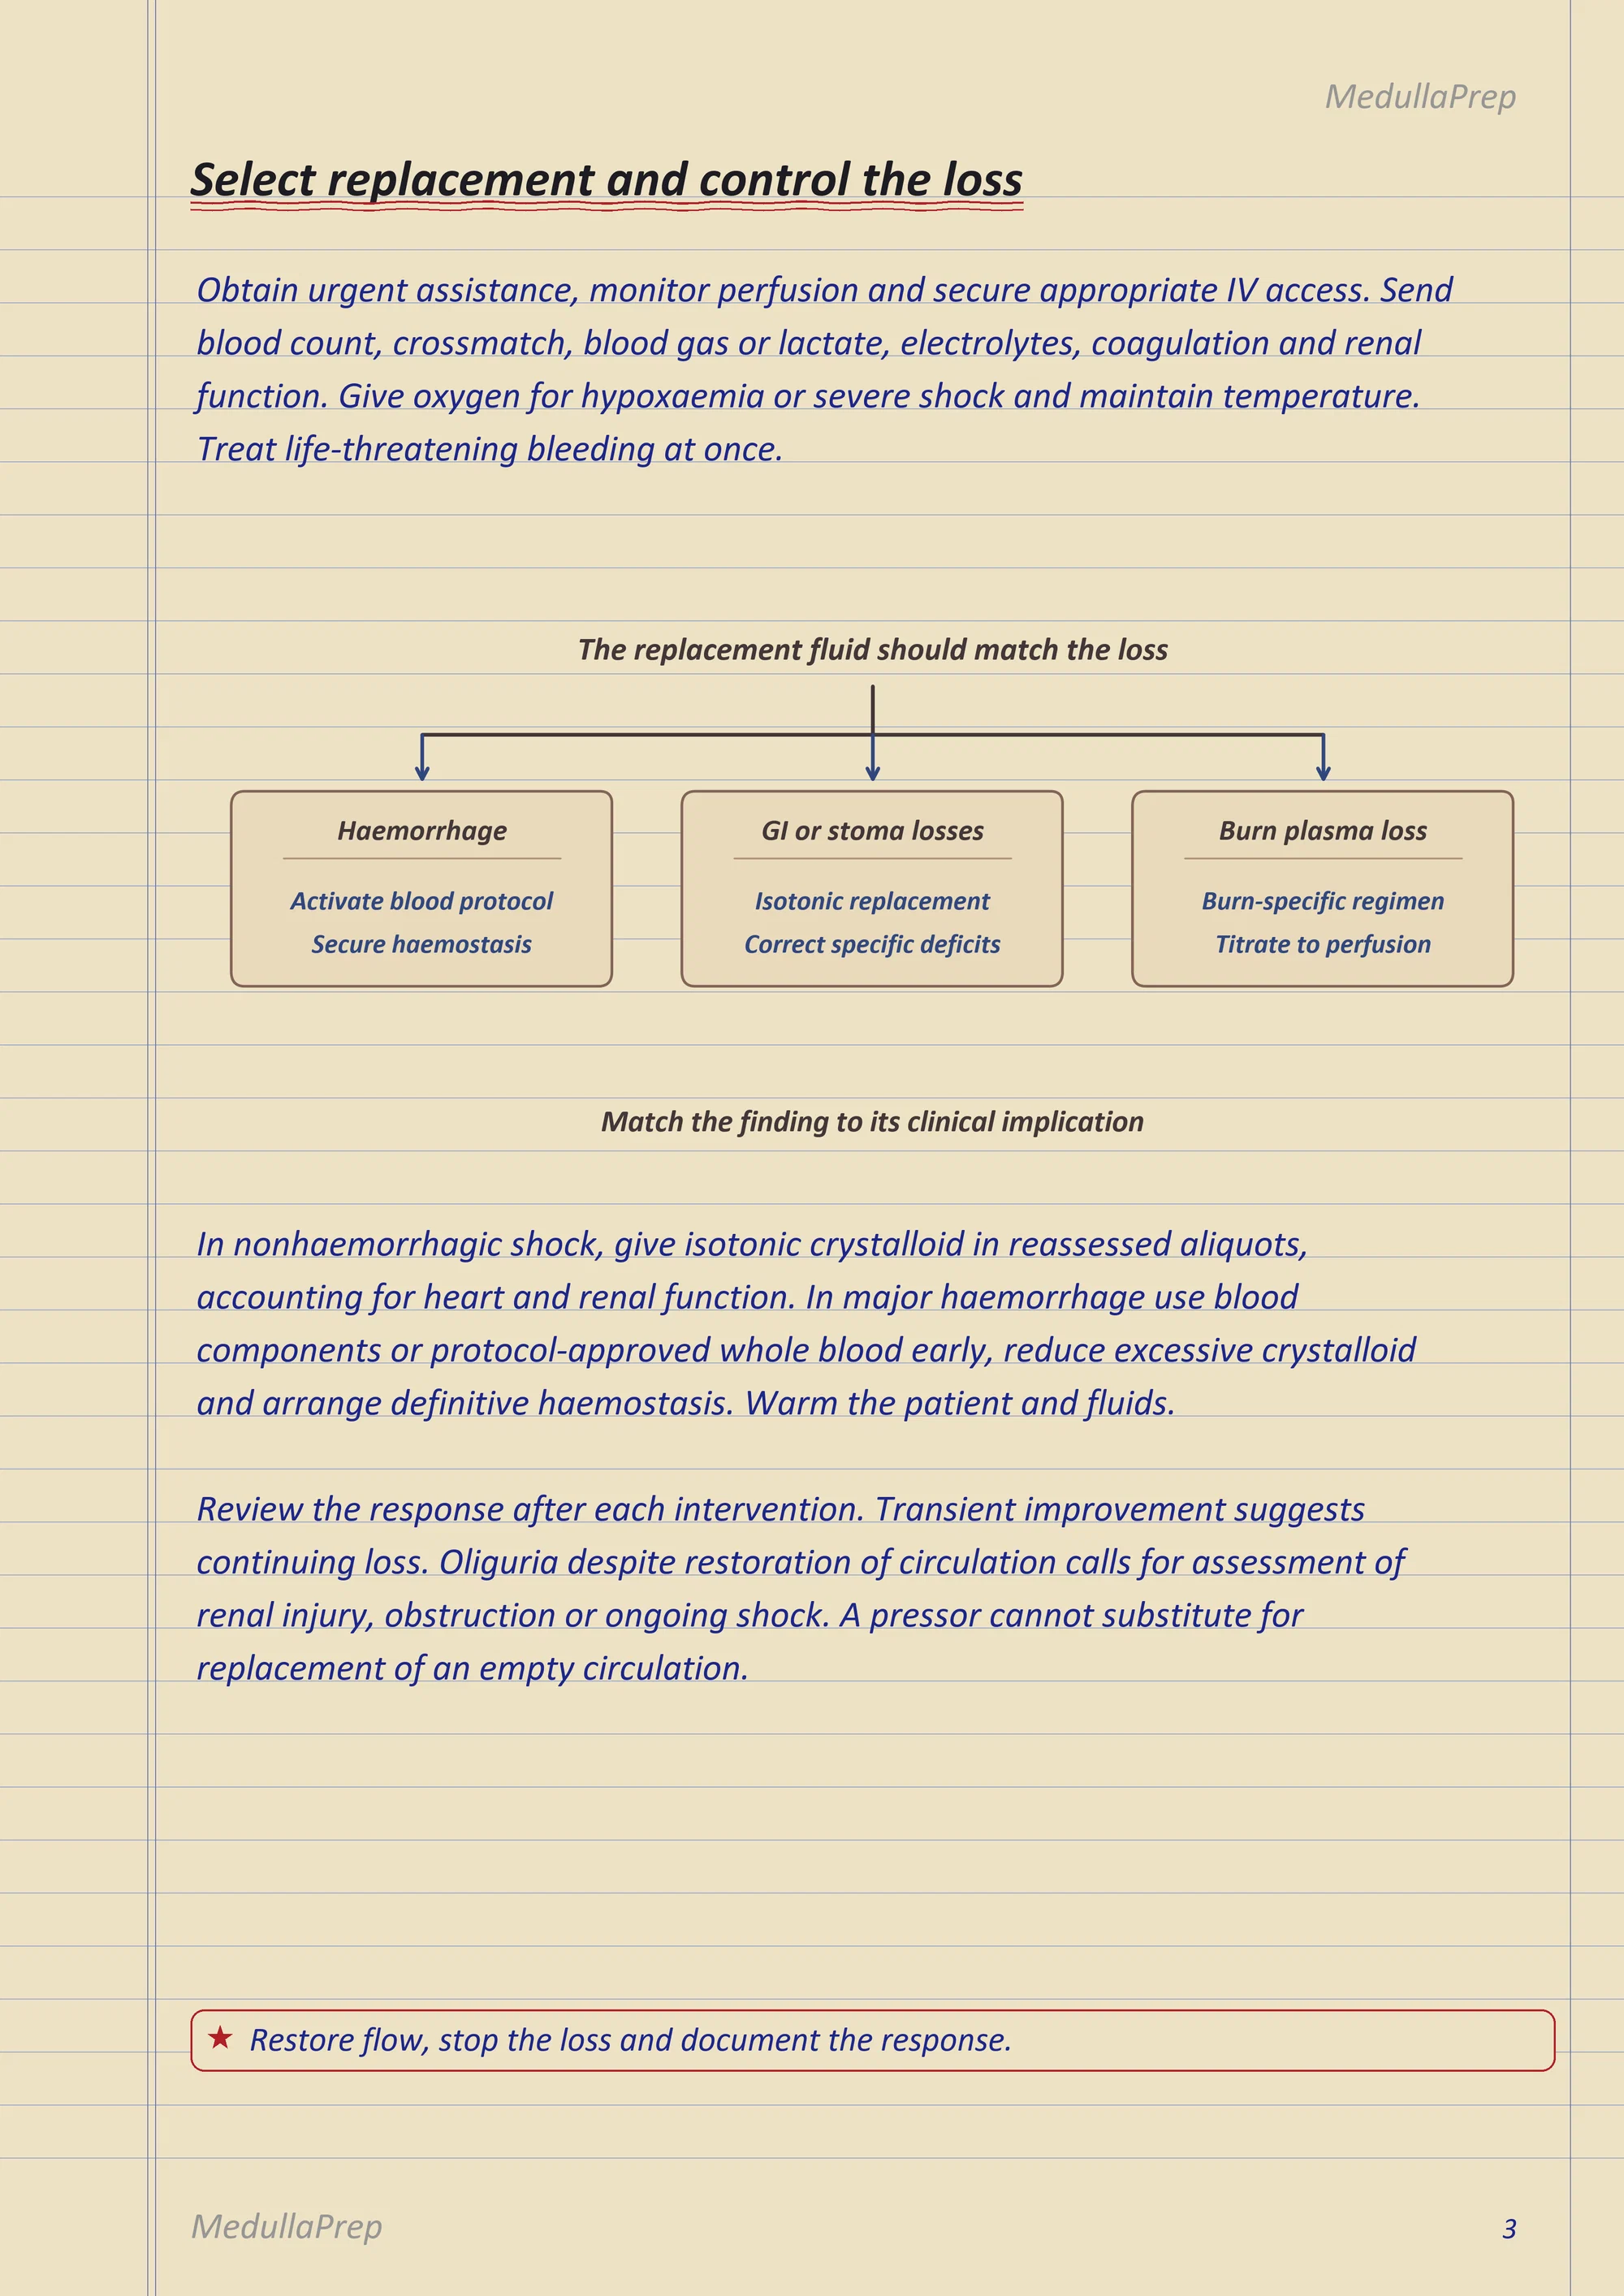 MedullaPrep
Select replacement and control the loss
Obtain urgent assistance, monitor perfusion and secure appropriate IV access. Send
blood count, crossmatch, blood gas or lactate, electrolytes, coagulation and renal
function. Give oxygen for hypoxaemia or severe shock and maintain temperature.
Treat life-threatening bleeding at once.
The replacement fluid should match the loss
Haemorrhage
Activate blood protocol
Secure haemostasis
GI or stoma losses
Isotonic replacement
Correct specific deficits
Burn plasma loss
Burn-specific regimen
Titrate to perfusion
Match the finding to its clinical implication
In nonhaemorrhagic shock, give isotonic crystalloid in reassessed aliquots,
accounting for heart and renal function. In major haemorrhage use blood
components or protocol-approved whole blood early, reduce excessive crystalloid
and arrange definitive haemostasis. Warm the patient and fluids.
Review the response after each intervention. Transient improvement suggests
continuing loss. Oliguria despite restoration of circulation calls for assessment of
renal injury, obstruction or ongoing shock. A pressor cannot substitute for
replacement of an empty circulation.
★ Restore flow, stop the loss and document the response.
MedullaPrep
3